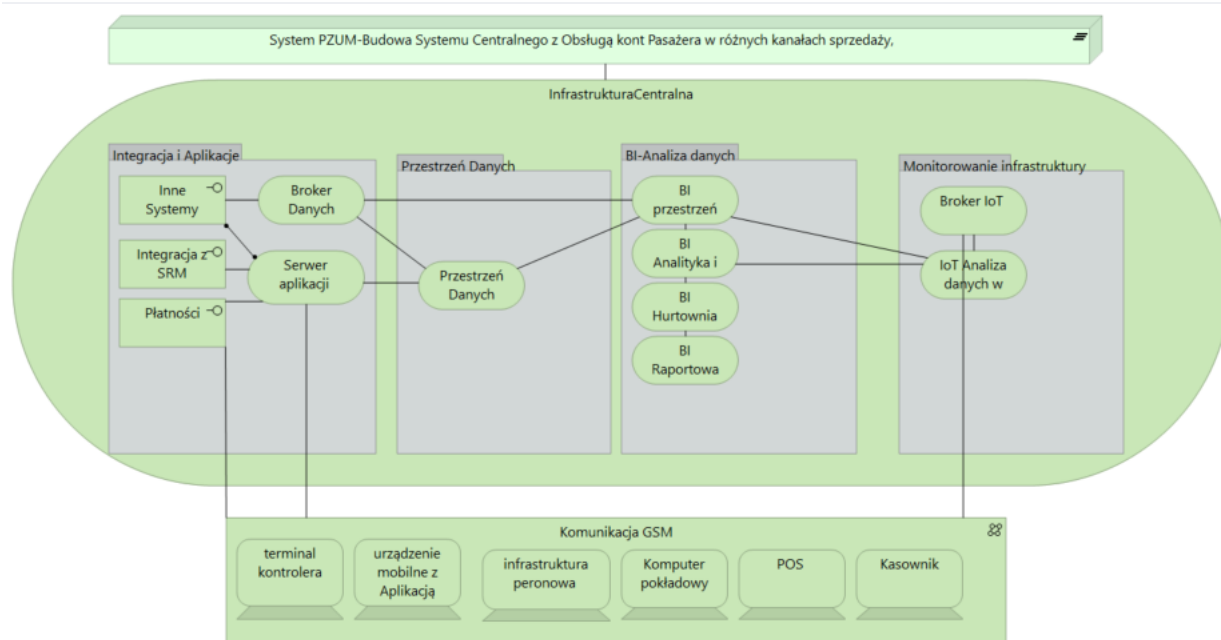 System PZUM-Budowa Systemu Centralnego z Obsługą kont Pasażera w różnych kanałach sprzedaży,
InfrastrukturaCentralna
Integracja i Aplikacje
Inne
Systemy
Broker
Danych
Integracja z
SRM
Serwer
aplikacji
Płatności
Przestrzeń Danych
Przestrzeń
Danych
BI-Analiza danych
BI
przestrzeń
BI
Analityka i
BI
Hurtownia
BI
Raportowa
Monitorowanie infrastruktury
Broker IoT
IoT Analiza
danych w
Komunikacja GSM
terminal
kontrolera
urządzenie
mobilne z
Aplikacją
infrastruktura
peronowa
Komputer
pokładowy
POS
Kasownik